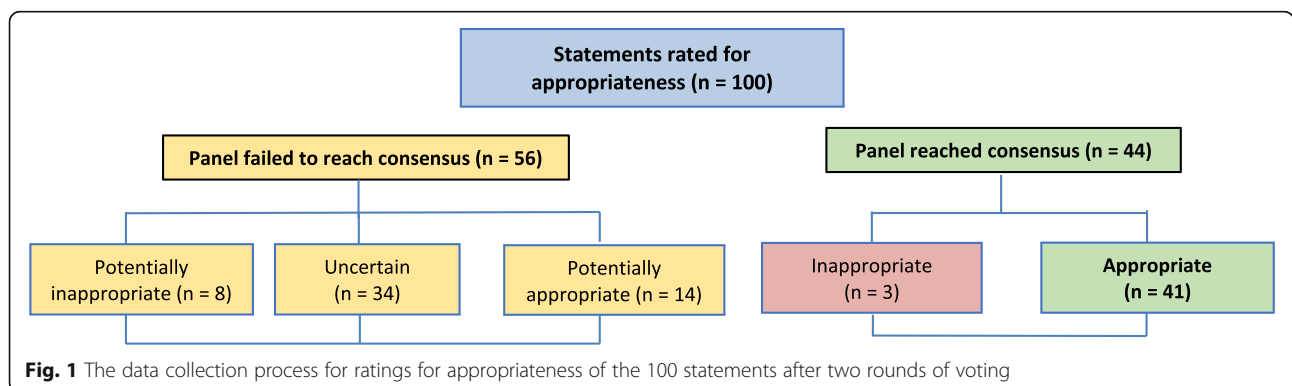 Statements rated for
appropriateness (n = 100)
Panel failed to reach consensus (n = 56)
Panel reached consensus (n = 44)
Potentially
inappropriate (n = 8)
Uncertain
(n = 34)
Potentially
appropriate (n = 14)
Inappropriate
(n = 3)
Appropriate
(n = 41)
Fig. 1 The data collection process for ratings for appropriateness of the 100 statements after two rounds of voting